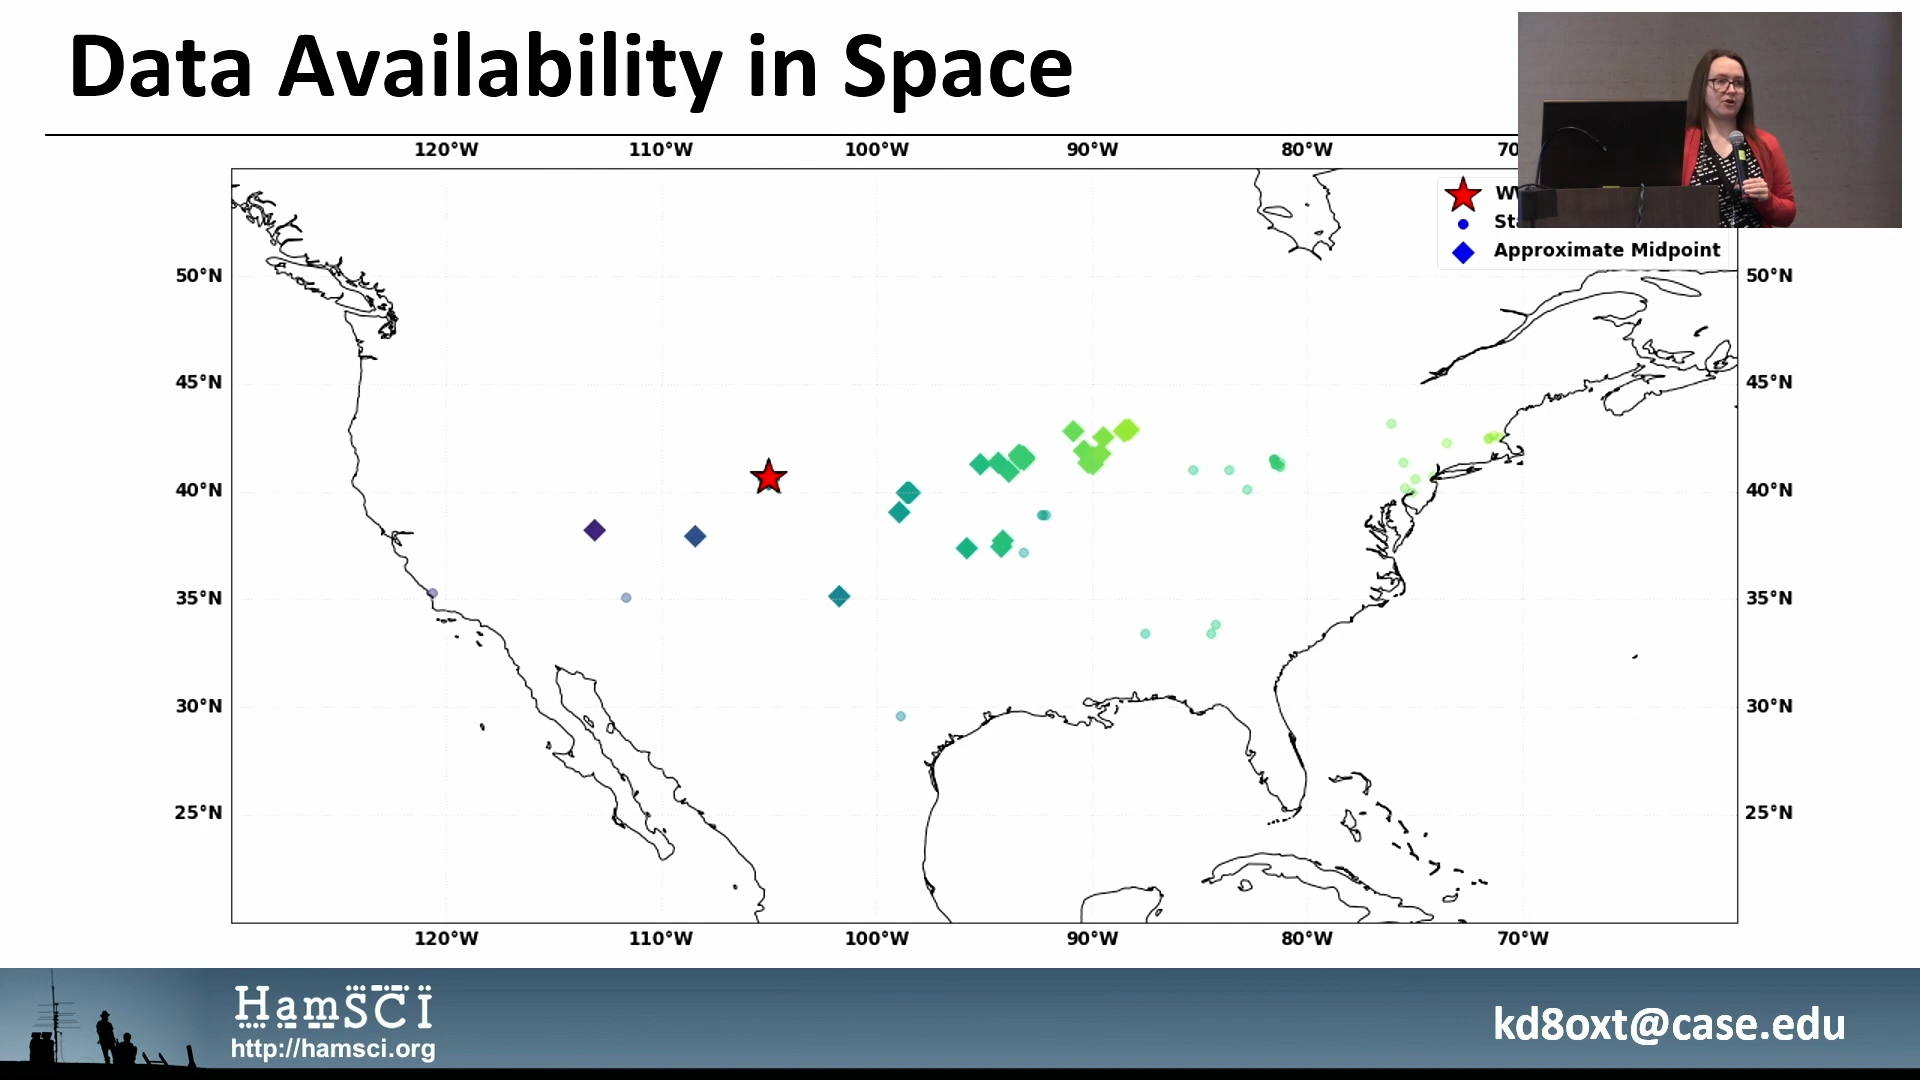 Data Availability in Space
120°W 110°W 100°W 90°W 80°W
Approximate Midpoint
50°N 50°N
45°N 45°N
40°N 40°N
35°N 35°N
30°N 30°N
25°N 25°N
120°W 110°W 100°W 90°W 80°W 70°W
HamSCI
http://hamsci.org
kd8oxt@case.edu